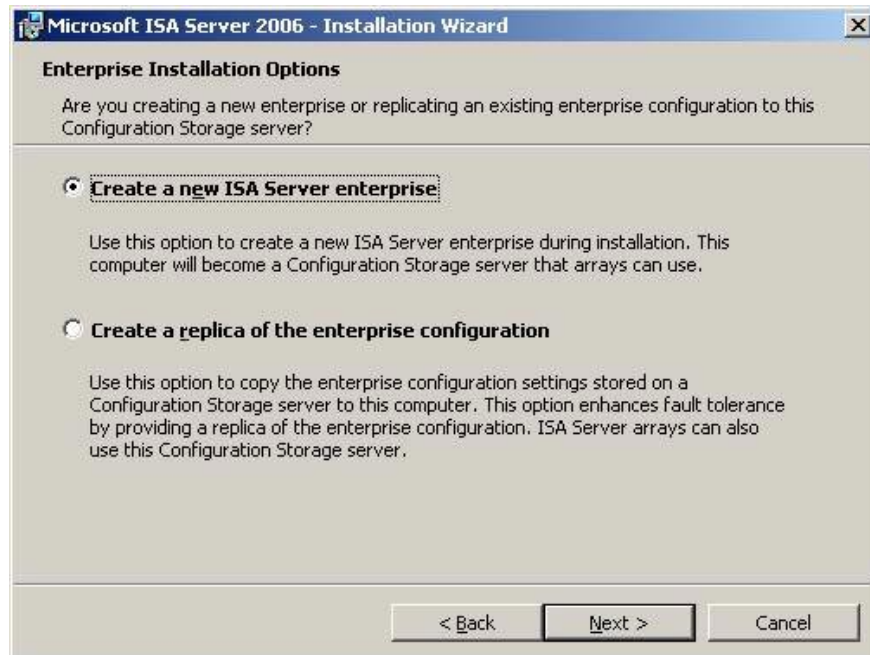 Microsoft ISA Server 2006 - Installation Wizard
Enterprise Installation Options
Are you creating a new enterprise or replicating an existing enterprise configuration to this
Configuration Storage server?
Create a new ISA Server enterprise
Use this option to create a new ISA Server enterprise during installation. This
computer will become a Configuration Storage server that arrays can use.
Create a replica of the enterprise configuration
Use this option to copy the enterprise configuration settings stored on a
Configuration Storage server to this computer. This option enhances fault tolerance
by providing a replica of the enterprise configuration. ISA Server arrays can also
use this Configuration Storage server.
< Back Next > Cancel